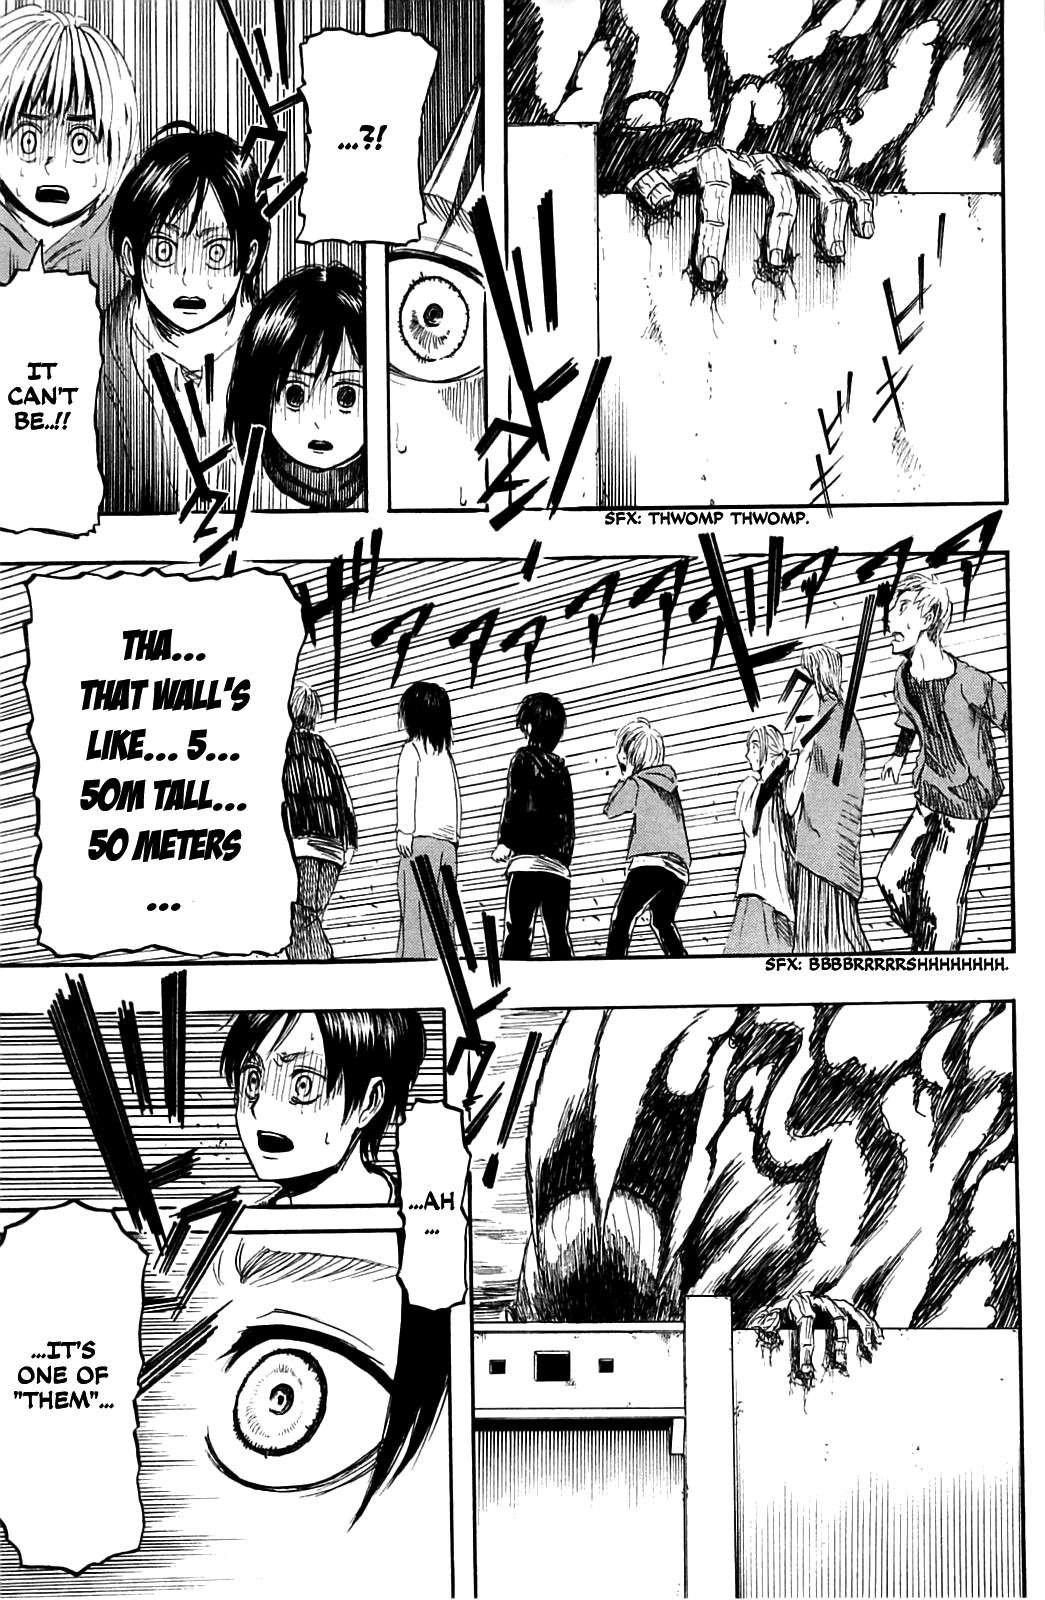 ...?!
IT
CAN'T
BE...!!
SFX: THWOMP THWOMP.
THA...
THAT WALL'S
LIKE... 5...
50M TALL...
50 METERS
...
SFX: BBBBRRRRRSHHHHHHHH.
...AH
...
...IT'S
ONE OF
"THEM"...